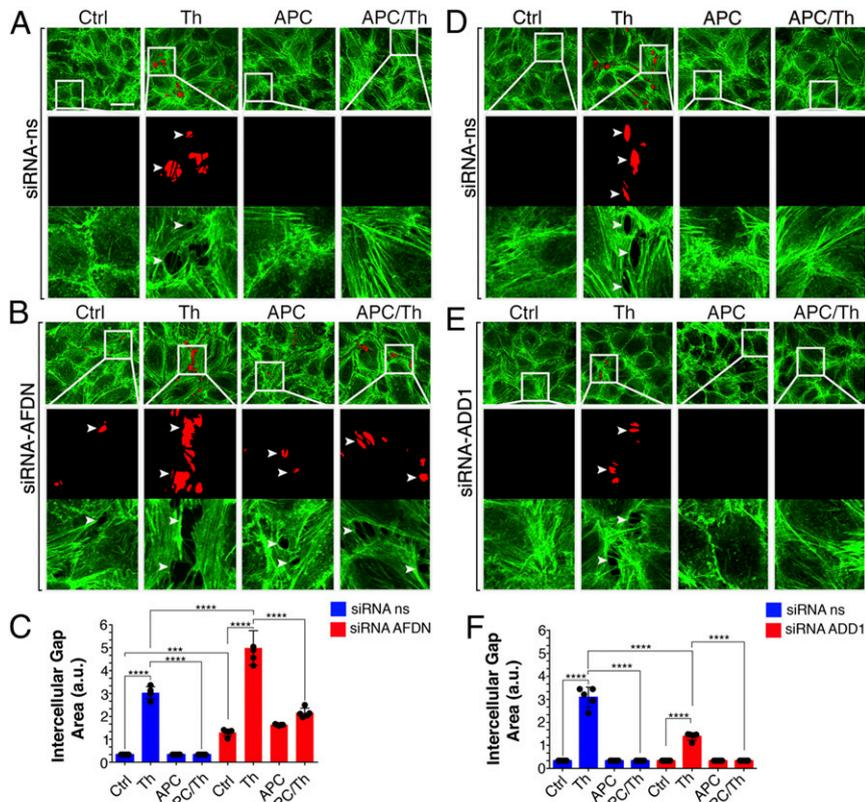 A
Ctrl Th APC APC/Th
siRNA-ns
B
Ctrl Th APC APC/Th
siRNA-AFDN
C
siRNA ns
siRNA AFDN
**** **** ****
*** ****
**** ****
Intercellular Gap
Area (a.u.)
6
5
4
3
2
1
0
Ctrl Th APC PC/Th Ctrl Th APC APC/Th
D
Ctrl Th APC APC/Th
siRNA-ns
E
Ctrl Th APC APC/Th
siRNA-ADD1
F
siRNA ns
siRNA ADD1
**** ****
**** ****
****
Intercellular Gap
Area (a.u.)
6
5
4
3
2
1
0
Ctrl Th APC PC/Th Ctrl Th APC PC/Th